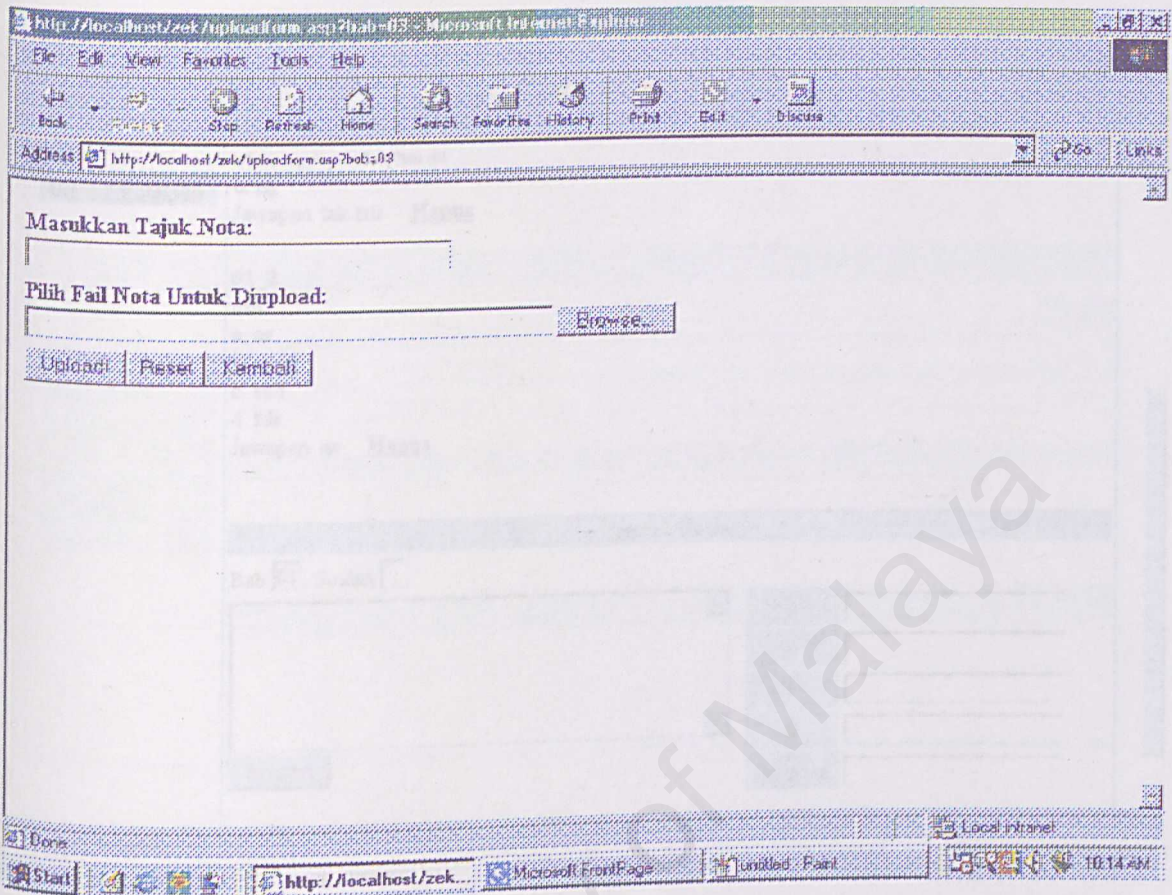 http://localhost/zek/uploadform.asp?bab=03 - Microsoft Internet Explorer
File Edit View Favorites Tools Help
Back Stop Refresh Home Search Favorites History Print Edit Discuss
Address http://localhost/zek/uploadform.asp?bab=03 Go Links
Masukkan Tajuk Nota:
Pilih Fail Nota Untuk Diupload:
Browse...
Upload! Reset Kembali
of Malaya
Done Local intranet
Start http://localhost/zek... Microsoft FrontPage untitled - Paint 10:14 AM